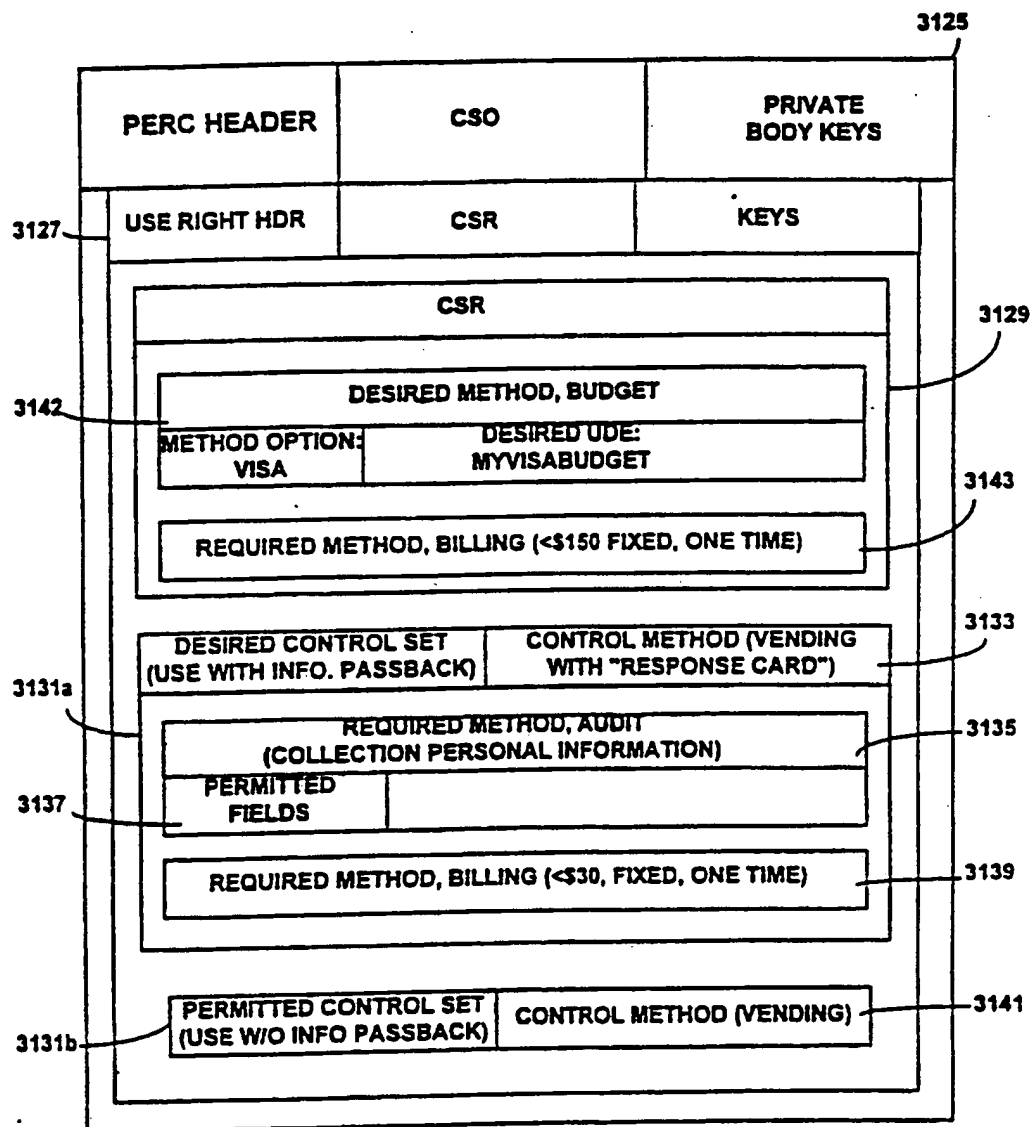 3125
PERC HEADER
CSO
PRIVATE
BODY KEYS
3127
USE RIGHT HDR
CSR
KEYS
CSR
3129
DESIRED METHOD, BUDGET
3142
METHOD OPTION:
VISA
DESIRED UDE:
MYVISABUDGET
3143
REQUIRED METHOD, BILLING (<$150 FIXED, ONE TIME)
3133
DESIRED CONTROL SET
(USE WITH INFO. PASSBACK)
CONTROL METHOD (VENDING
WITH "RESPONSE CARD")
3131a
REQUIRED METHOD, AUDIT
(COLLECTION PERSONAL INFORMATION)
3135
3137
PERMITTED
FIELDS
REQUIRED METHOD, BILLING (<$30, FIXED, ONE TIME)
3139
3131b
PERMITTED CONTROL SET
(USE W/O INFO PASSBACK)
CONTROL METHOD (VENDING)
3141